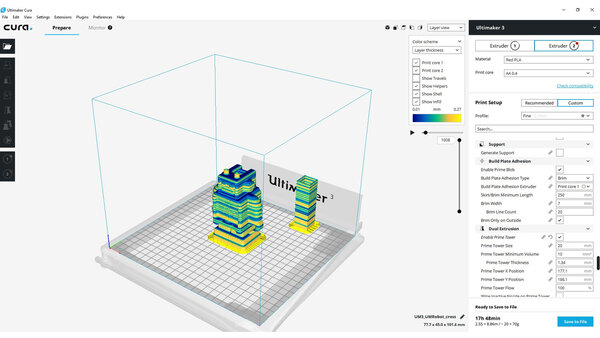 Ultimaker Cura
File Edit View Settings Extensions Plugins Preferences Help
cura.
Prepare
Monitor
Layer view
Color scheme
Layer thickness
Print core 1
Print core 2
Show Travels
Show Helpers
Show Shell
Show Infill
0.01 mm 0.27
1008
Ultimaker 3
UM3_UMRobot_cross
77.7 x 45.0 x 101.4 mm
Ultimaker 3
Extruder 1
Extruder 2
Material Red PLA
Print core AA 0.4
Check compatibility
Print Setup
Recommended Custom
Profile: Fine
Search...
Support
Generate Support
Build Plate Adhesion
Enable Prime Blob
Build Plate Adhesion Type Brim
Build Plate Adhesion Extruder Print core 1
Skirt/Brim Minimum Length 250 mm
Brim Width 7 mm
Brim Line Count 20
Brim Only on Outside
Dual Extrusion
Enable Prime Tower
Prime Tower Size 20 mm
Prime Tower Minimum Volume 10 mm³
Prime Tower Thickness 1.34 mm
Prime Tower X Position 177.1 mm
Prime Tower Y Position mm
Prime Tower Flow 100 %
Wipe Inactive Nozzle on Prime Tower
Ready to Save to File
17h 48min
2.55 + 8.86m / ~ 20 + 70g
Save to File